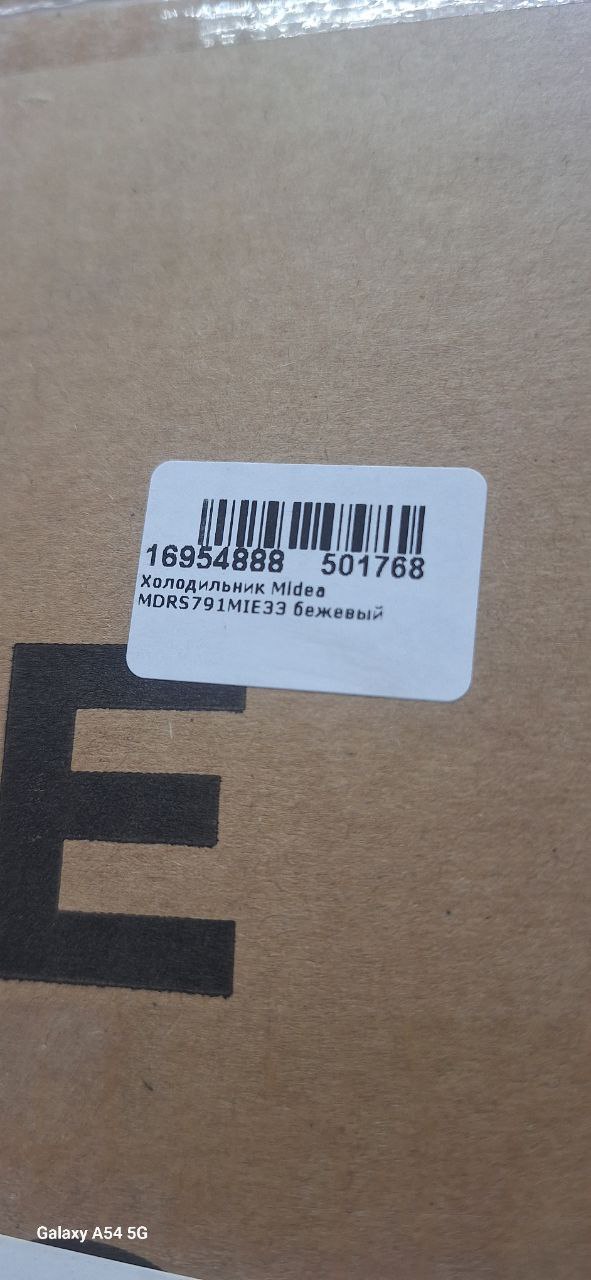 16954888 501768
Холодильник Midea
MDRS791MIE33 бежевый
E
Galaxy A54 5G